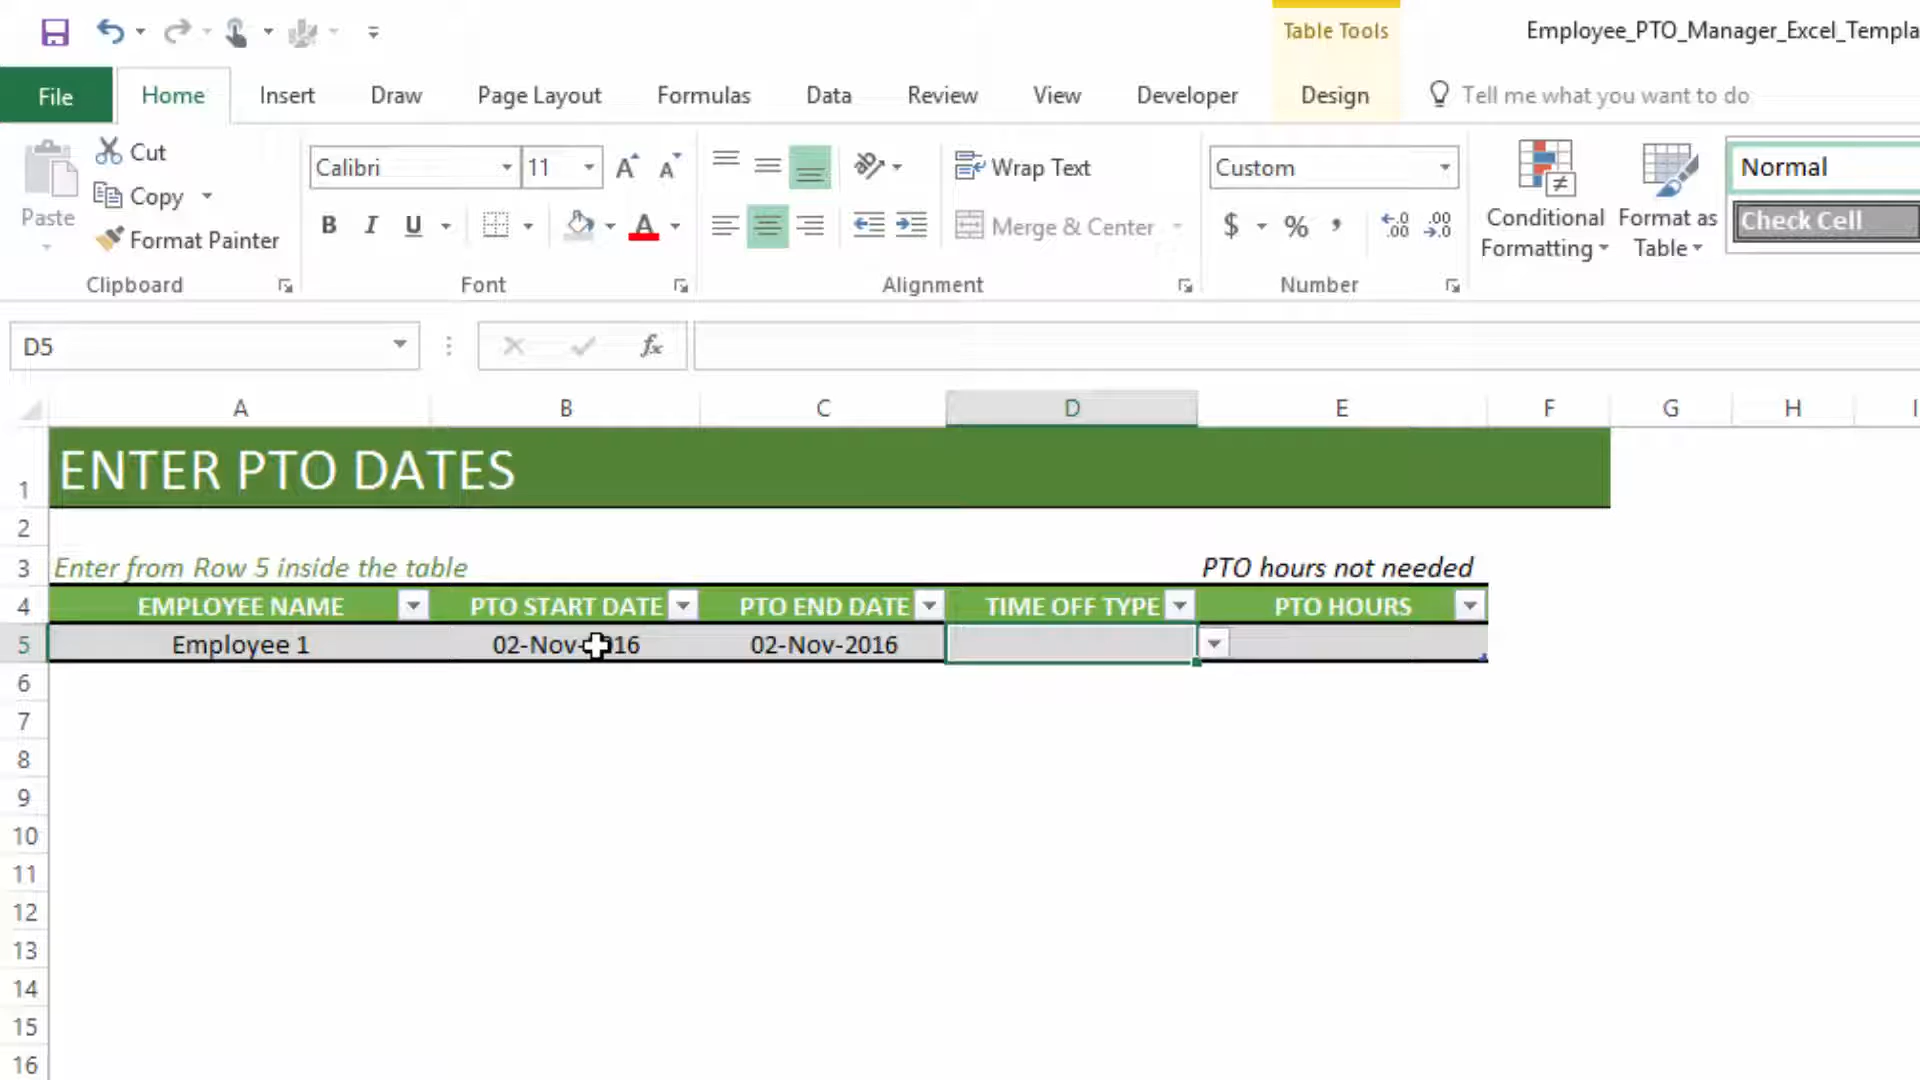 Table Tools
Employee_PTO_Manager_Excel_Templa
File Home Insert Draw Page Layout Formulas Data Review View Developer Design Tell me what you want to do
Paste
Cut
Copy
Format Painter
Clipboard
Calibri 11
B I U A
Font
Wrap Text
Merge & Center
Alignment
Custom
$ % , .0 .00 .00 .0
Number
Conditional Formatting
Format as Table
Normal
Check Cell
D5 fx
A B C D E F G H I
1 ENTER PTO DATES
2
3 Enter from Row 5 inside the table PTO hours not needed
4 EMPLOYEE NAME PTO START DATE PTO END DATE TIME OFF TYPE PTO HOURS
5 Employee 1 02-Nov-2016 02-Nov-2016
6
7
8
9
10
11
12
13
14
15
16